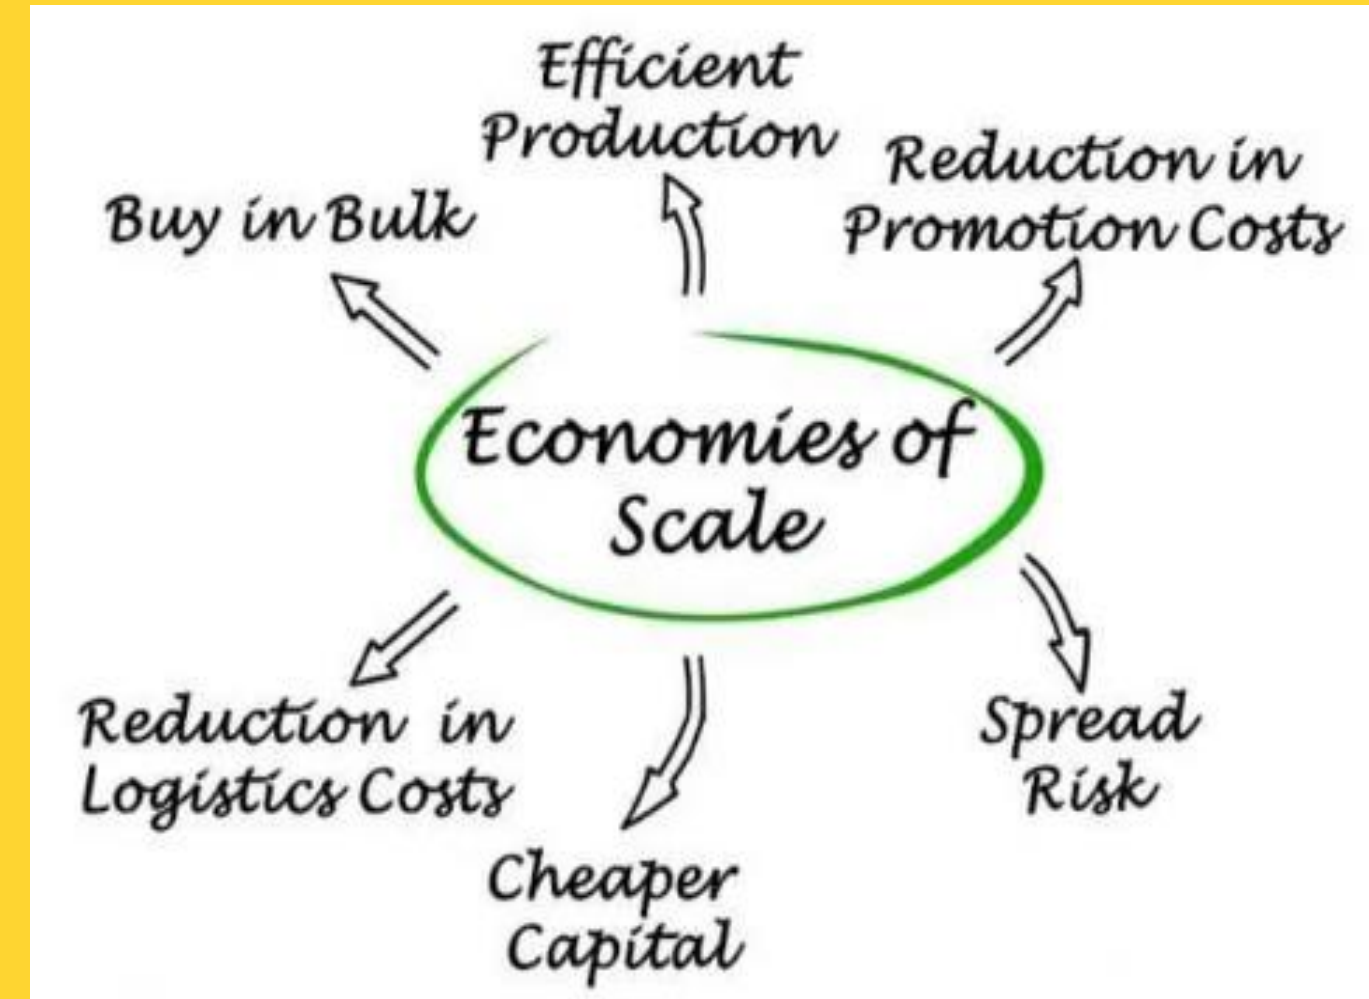 Efficient
Production
Reduction in
Promotion Costs
Buy in Bulk
Economies of
Scale
Reduction in
Logistics Costs
Spread
Risk
Cheaper
Capital